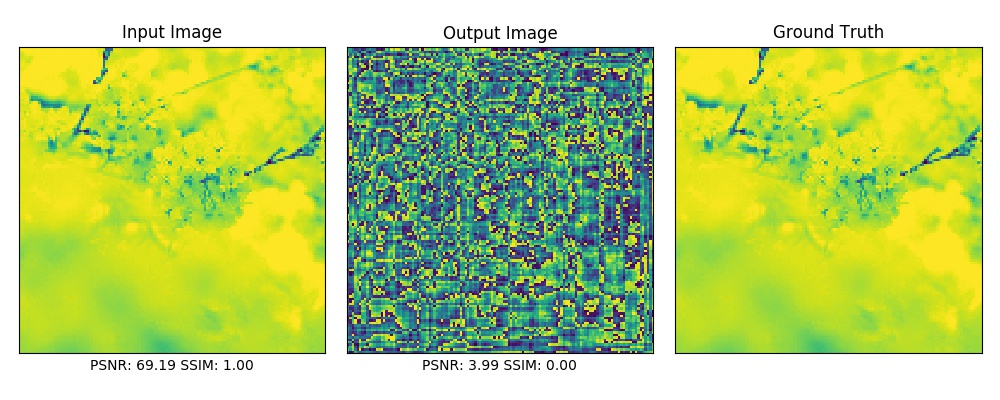 Input Image
Output Image
Ground Truth
PSNR: 69.19 SSIM: 1.00
PSNR: 3.99 SSIM: 0.00